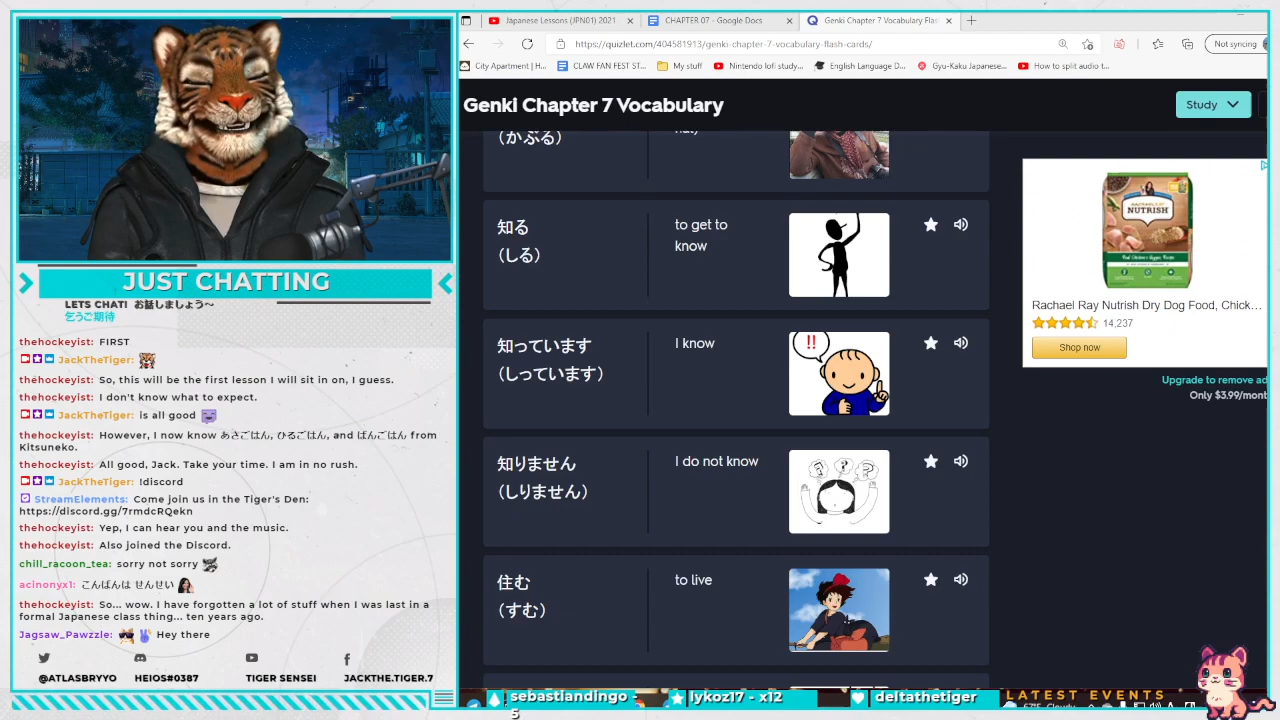 Japanese Lessons (JPN01) 2021
CHAPTER 07 - Google Docs
Genki Chapter 7 Vocabulary Flas
https://quizlet.com/404581913/genki-chapter-7-vocabulary-flash-cards/
Not syncing
City Apartment | H...
CLAW FAN FEST ST...
My stuff
Nintendo lofi study...
English Language D...
Gyu-Kaku Japanese...
How to split audio t...
Genki Chapter 7 Vocabulary
Study
(かぶる)
知る
(しる)
to get to
know
知っています
(しっています)
I know
!!
知りません
(しりません)
I do not know
? ? ?
住む
(すむ)
to live
NUTRISH
Rachael Ray Nutrish Dry Dog Food, Chick...
14,237
Shop now
Upgrade to remove ad
Only $3.99/mont
JUST CHATTING
LETS CHAT! お話しましょう〜
乞うご期待
thehockeyist: FIRST
JackTheTiger:
thehockeyist: So, this will be the first lesson I will sit in on, I guess.
thehockeyist: I don't know what to expect.
JackTheTiger: is all good
thehockeyist: However, I now know あさごはん, ひるごはん, and ばんごはん from
Kitsuneko.
thehockeyist: All good, Jack. Take your time. I am in no rush.
JackTheTiger: !discord
StreamElements: Come join us in the Tiger's Den:
https://discord.gg/7rmdcRQekn
thehockeyist: Yep, I can hear you and the music.
thehockeyist: Also joined the Discord.
chill_racoon_tea: sorry not sorry
acinonyx1: こんばんは せんせい
thehockeyist: So... wow. I have forgotten a lot of stuff when I was last in a
formal Japanese class thing... ten years ago.
Jagsaw_Pawzzle: Hey there
@ATLASBRYYO
HEIOS#0387
TIGER SENSEI
JACKTHE.TIGER.7
sebastiandingo -
5
lynxz17 - x12
deltathetiger
LATEST EVENT